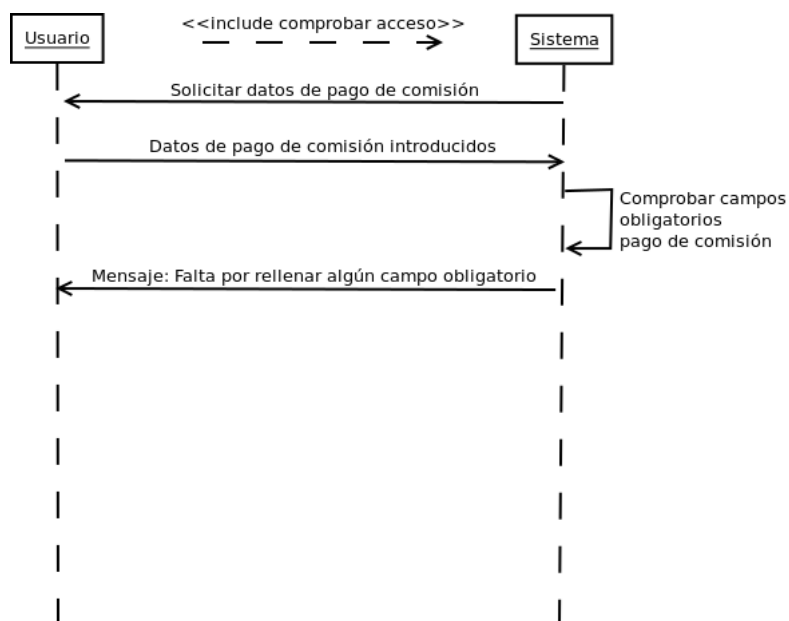 <<include comprobar acceso>>
Usuario
Sistema
Solicitar datos de pago de comisión
Datos de pago de comisión introducidos
Comprobar campos
obligatorios
pago de comisión
Mensaje: Falta por rellenar algún campo obligatorio